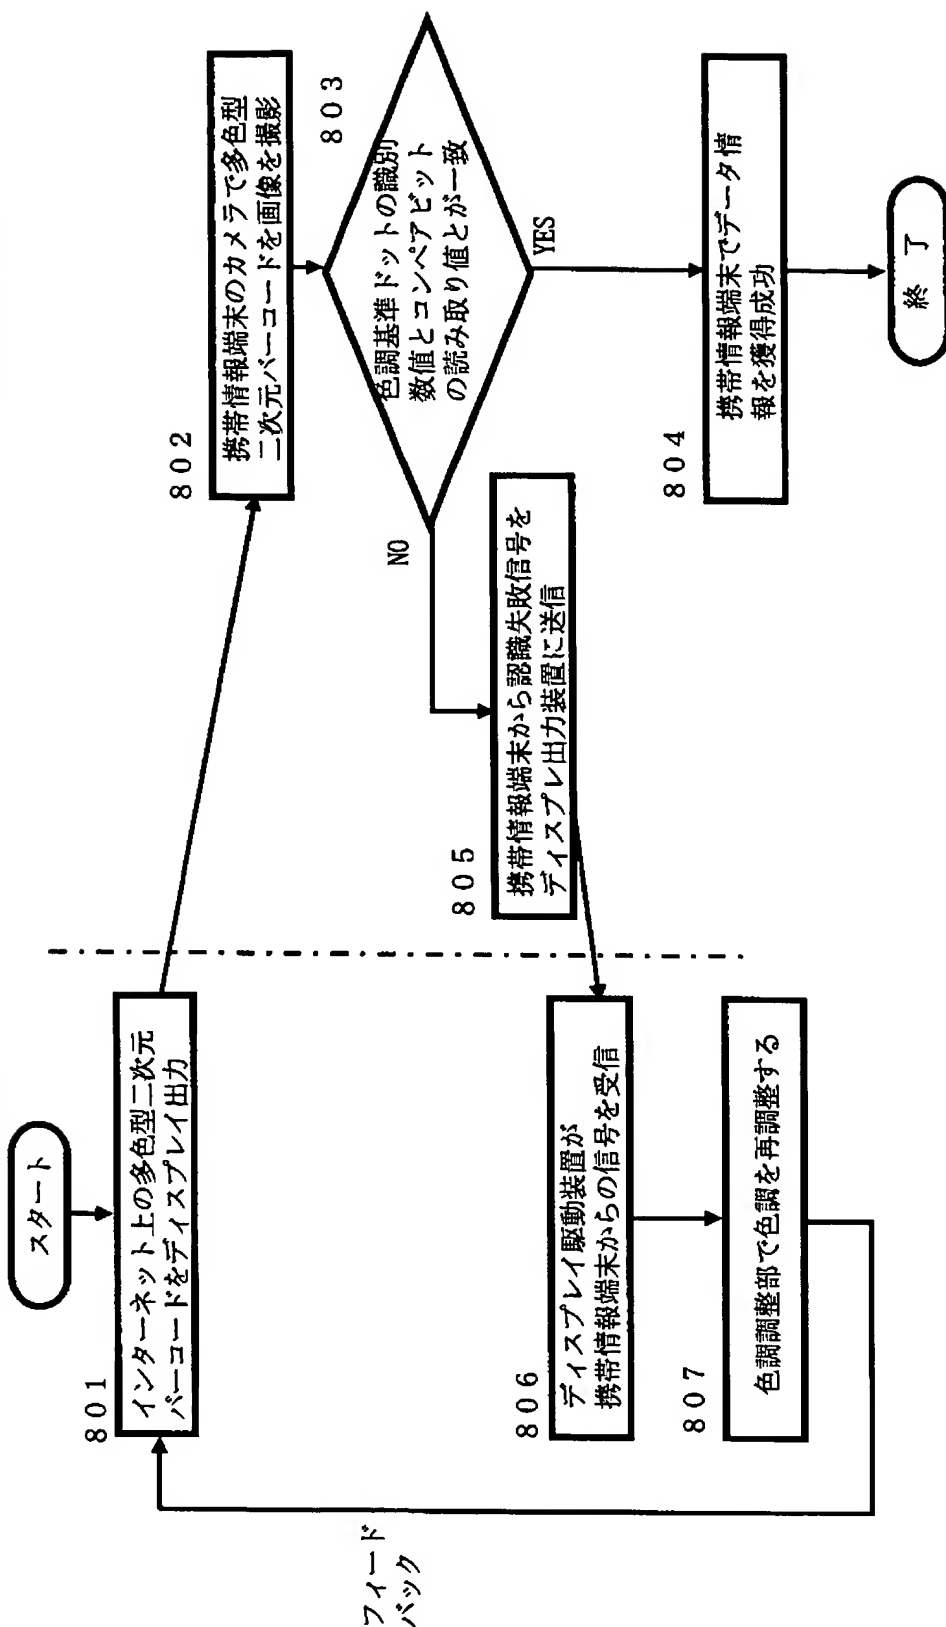 スタート
801
インターネット上の多色型二次元
バーコードをディスプレイ出力
802
携帯情報端末のカメラで多色型
二次元バーコードを画像を撮影
803
色調基準ドットの識別
数値とコンペアビット
の読み取り値とが一致
YES
NO
804
携帯情報端末でデータ情
報を獲得成功
終了
805
携帯情報端末から認識失敗信号を
ディスプレ出力装置に送信
806
ディスプレイ駆動装置が
携帯情報端末からの信号を受信
807
色調調整部で色調を再調整する
フィード
バック